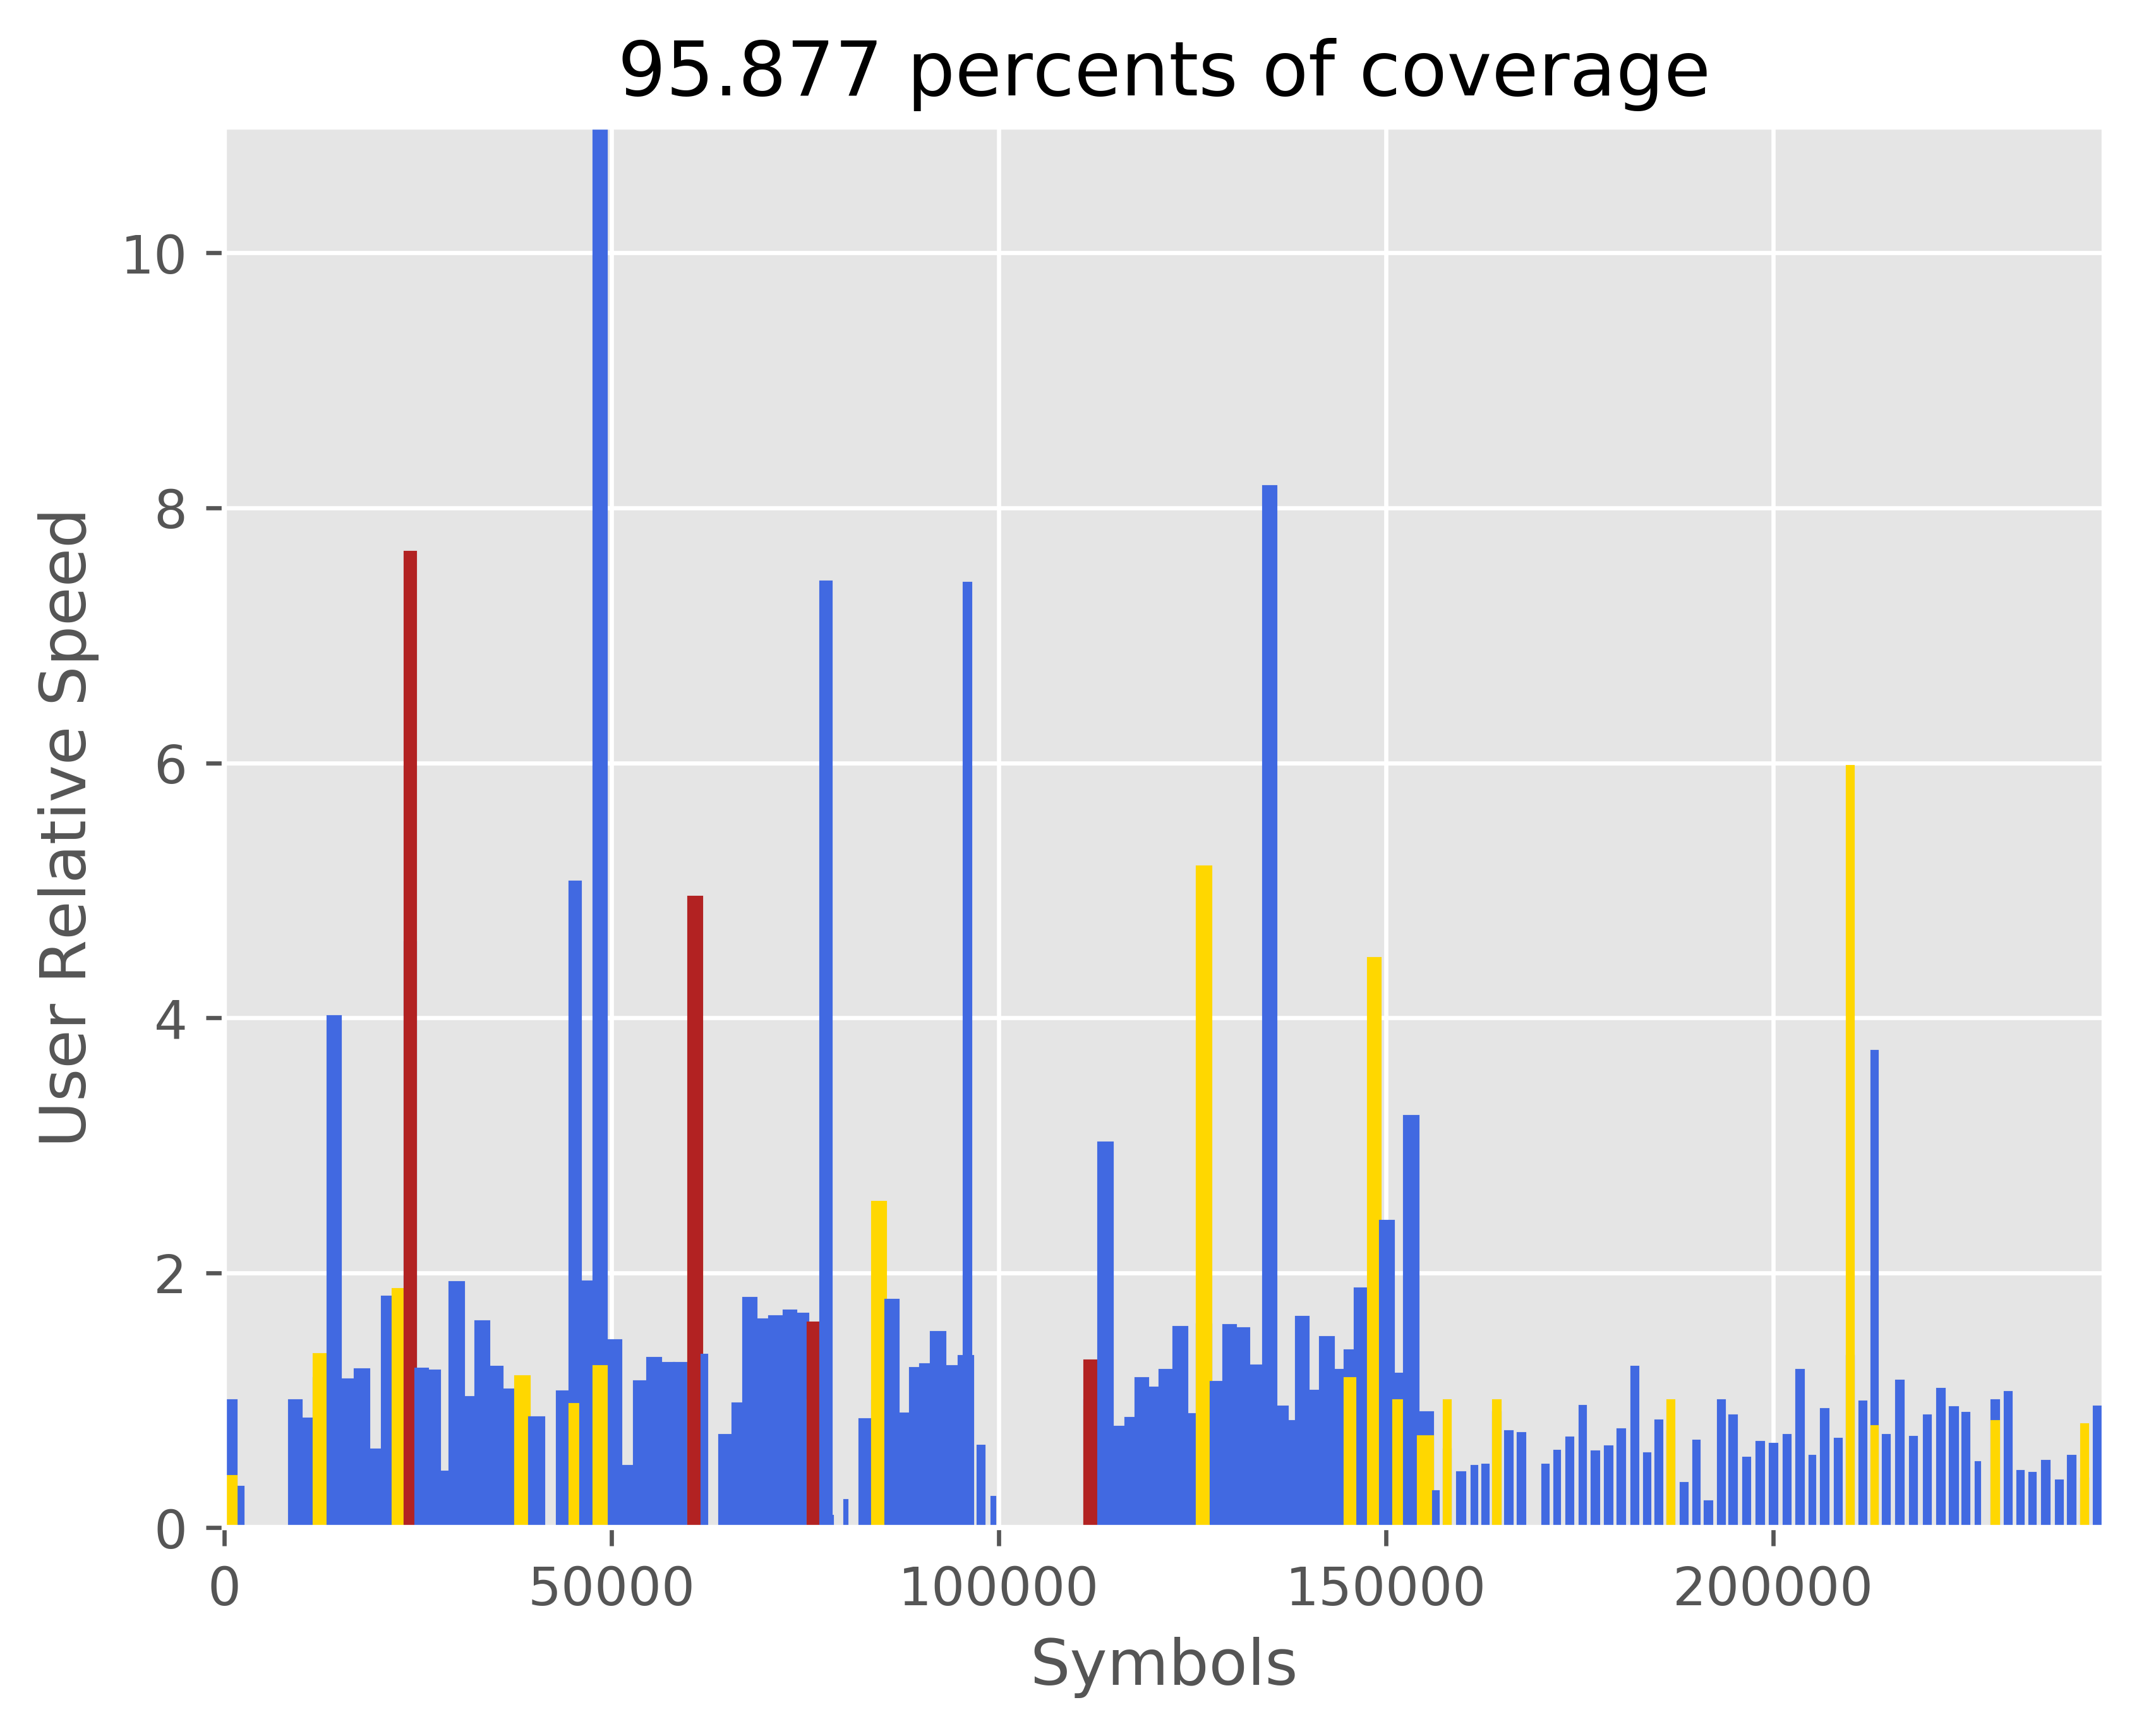 95.877 percents of coverage
10
8
6
4
2
0
User Relative Speed
0 50000 100000 150000 200000
Symbols